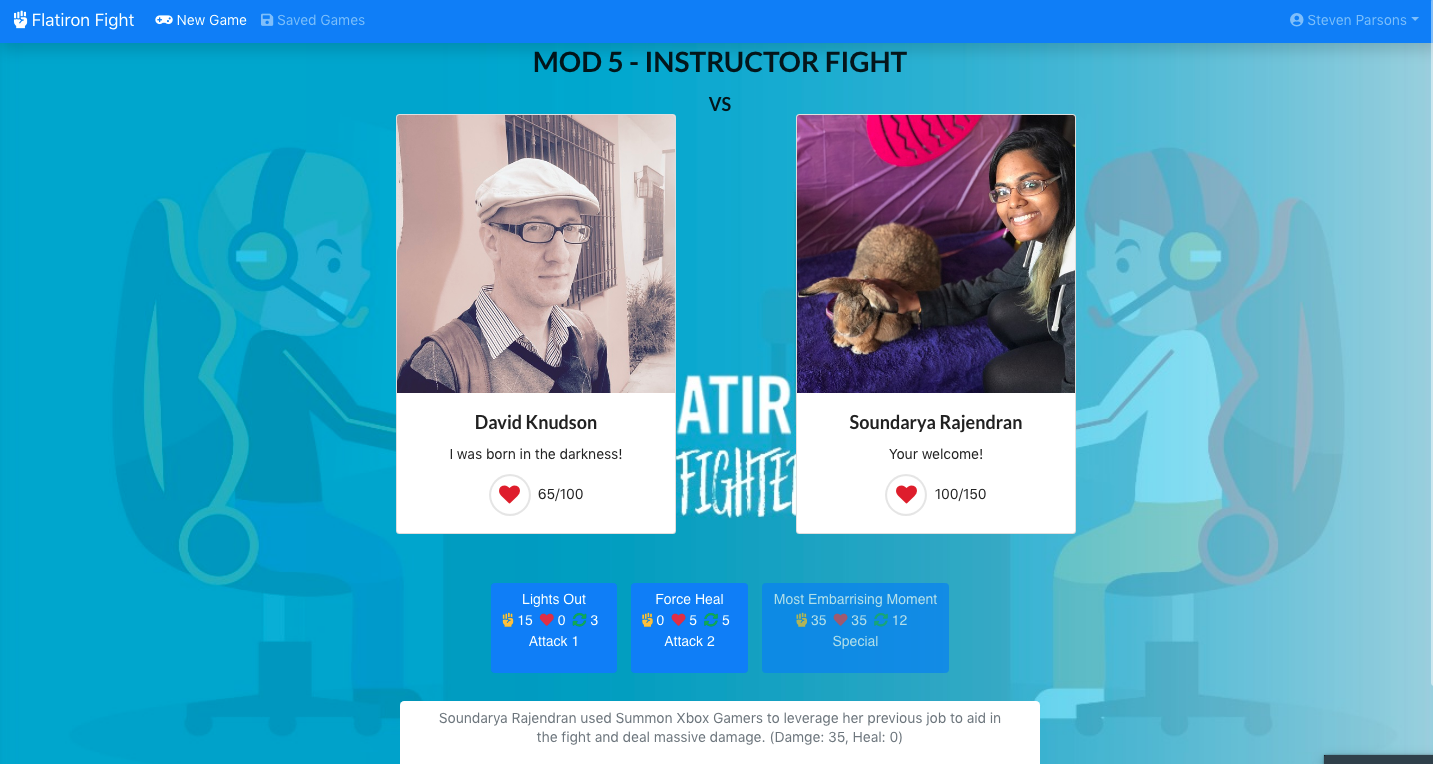 Flatiron Fight New Game Saved Games Steven Parsons
MOD 5 - INSTRUCTOR FIGHT
VS
ATIR
FIGHTE
David Knudson
I was born in the darkness!
65/100
Soundarya Rajendran
Your welcome!
100/150
Lights Out
15 0 3
Attack 1
Force Heal
0 5 5
Attack 2
Most Embarrising Moment
35 35 12
Special
Soundarya Rajendran used Summon Xbox Gamers to leverage her previous job to aid in
the fight and deal massive damage. (Damge: 35, Heal: 0)